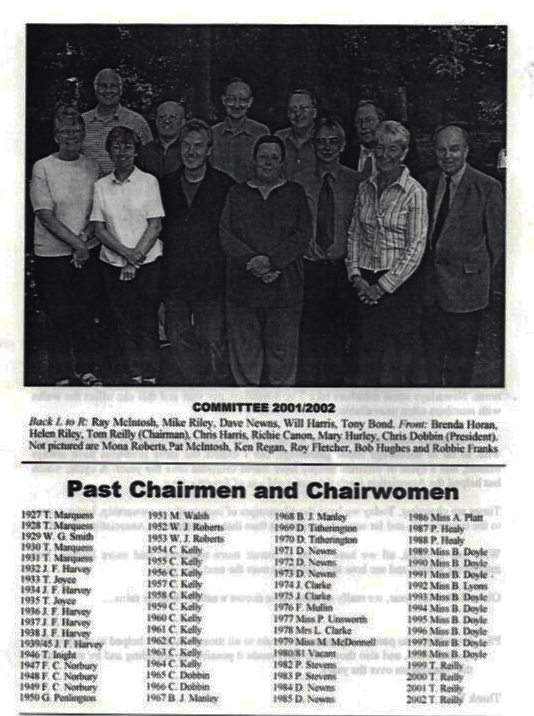 COMMITTEE 2001/2002
Back L to R: Ray McIntosh, Mike Riley, Dave Newns, Will Harris, Tony Bond. Front: Brenda Horan,
Helen Riley, Tom Reilly (Chairman), Chris Harris, Richie Canon, Mary Hurley, Chris Dobbin (President).
Not pictured are Mona Roberts,Pat McIntosh, Ken Regan, Roy Fletcher, Bob Hughes and Robbie Franks
Past Chairmen and Chairwomen
1927 T. Marquess
1928 T. Marquess
1929 W. G. Smith
1930 T. Marquess
1931 T. Marquess
1932 J. F. Harvey
1933 T. Joyce
1934 J. F. Harvey
1935 T. Joyce
1936 J. F. Harvey
1937 J. F. Harvey
1938 J. F. Harvey
1939/45 J. F. Harvey
1946 T. Inight
1947 F. C. Norbury
1948 F. C. Norbury
1949 F. C. Norbury
1950 G. Potlington
1951 M. Walsh
1952 W. J. Roberts
1953 W. J. Roberts
1954 C. Kelly
1955 C. Kelly
1956 C. Kelly
1957 C. Kelly
1958 C. Kelly
1959 C. Kelly
1960 C. Kelly
1961 C. Kelly
1962 C. Kelly
1963 C. Kelly
1964 C. Kelly
1965 C. Dobbin
1966 C. Dobbin
1967 B. J. Manley
1968 B. J. Manley
1969 D. Titherington
1970 D. Titherington
1971 D. Newns
1972 D. Newns
1973 D. Newns
1974 J. Clarke
1975 J. Clarke
1976 F. Mullin
1977 Miss P. Unsworth
1978 Mrs L. Clarke
1979 Miss M. McDonnell
1980/81 Vacant
1982 P. Stevens
1983 P. Stevens
1984 D. Newns
1985 D. Newns
1986 Miss A. Platt
1987 P. Healy
1988 P. Healy
1989 Miss B. Doyle
1990 Miss B. Doyle
1991 Miss B. Doyle
1992 Miss B. Lyons
1993 Miss B. Doyle
1994 Miss B. Doyle
1995 Miss B. Doyle
1996 Miss B. Doyle
1997 Miss B. Doyle
1998 Miss B. Doyle
1999 T. Reilly
2000 T. Reilly
2001 T. Reilly
2002 T. Reilly